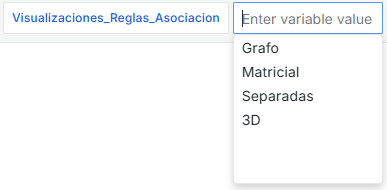 Visualizaciones_Reglas_Asociacion
Enter variable value
Grafo
Matricial
Separadas
3D